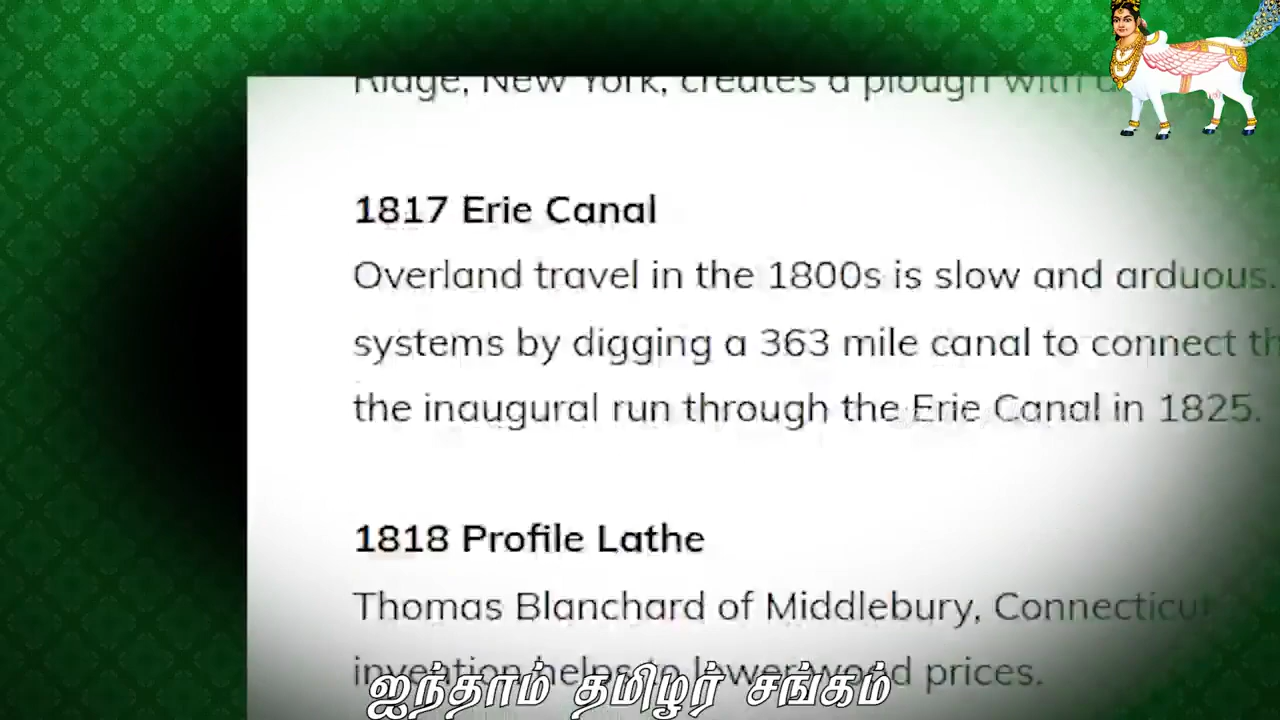 Ridge, New York, creates a plough with a
1817 Erie Canal
Overland travel in the 1800s is slow and arduous.
systems by digging a 363 mile canal to connect th
the inaugural run through the Erie Canal in 1825.
1818 Profile Lathe
Thomas Blanchard of Middlebury, Connecticut
invention helps to lower wood prices.
ஐந்தாம் தமிழர் சங்கம்